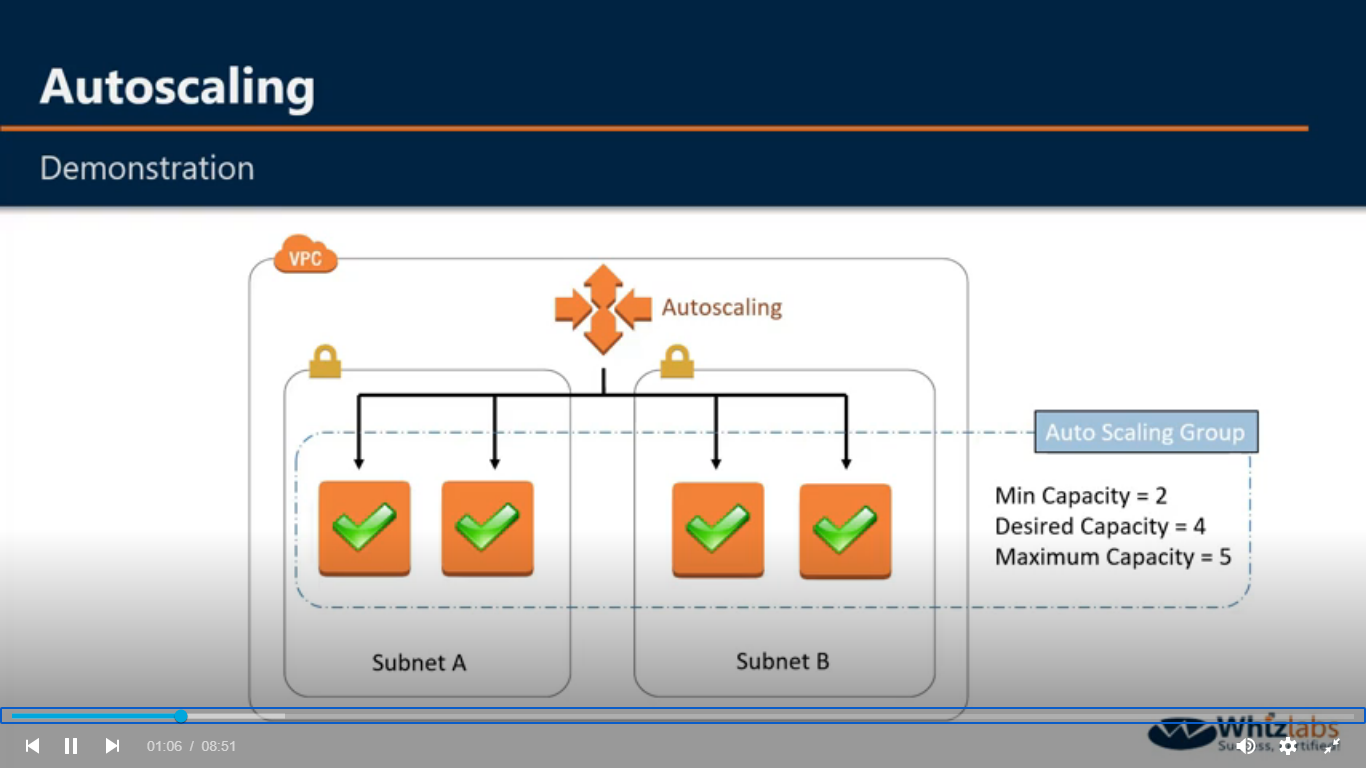 Autoscaling
Demonstration
VPC
Autoscaling
Auto Scaling Group
Min Capacity = 2
Desired Capacity = 4
Maximum Capacity = 5
Subnet A
Subnet B
Whizlabs
01:06 / 08:51